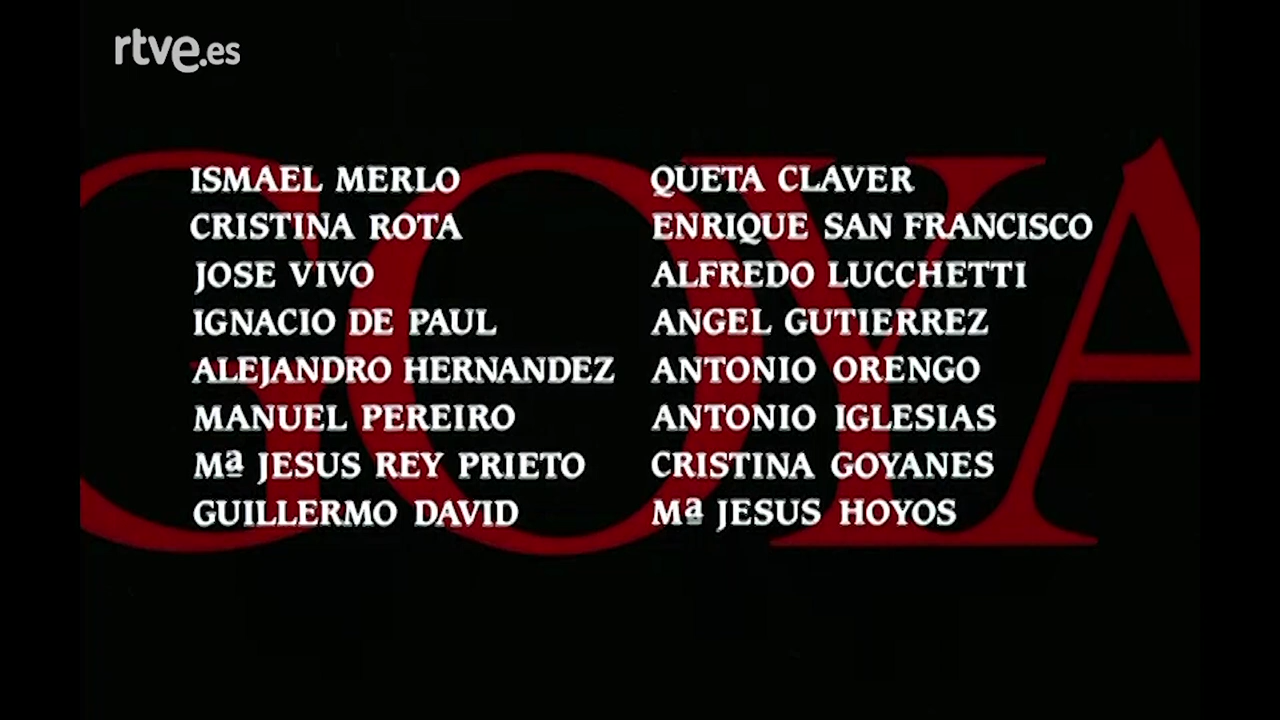 rtve.es
GOYA
ISMAEL MERLO
CRISTINA ROTA
JOSE VIVO
IGNACIO DE PAUL
ALEJANDRO HERNANDEZ
MANUEL PEREIRO
Mª JESUS REY PRIETO
GUILLERMO DAVID
QUETA CLAVER
ENRIQUE SAN FRANCISCO
ALFREDO LUCCHETTI
ANGEL GUTIERREZ
ANTONIO ORENGO
ANTONIO IGLESIAS
CRISTINA GOYANES
Mª JESUS HOYOS